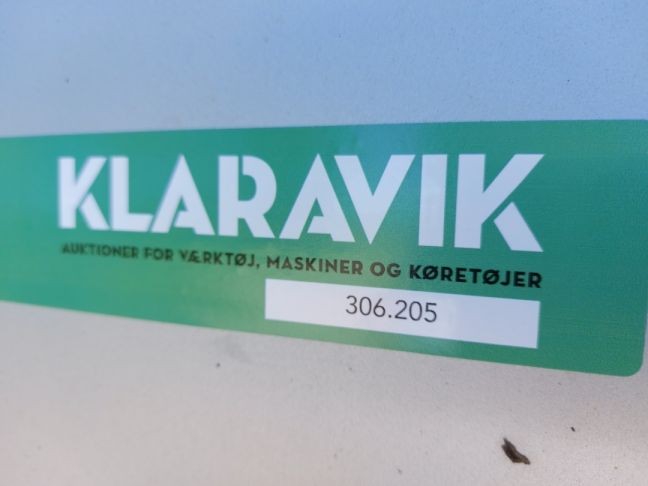 KLARAVIK
AUKTIONER FOR VÆRKTØJ, MASKINER OG KØRETØJER
306.205